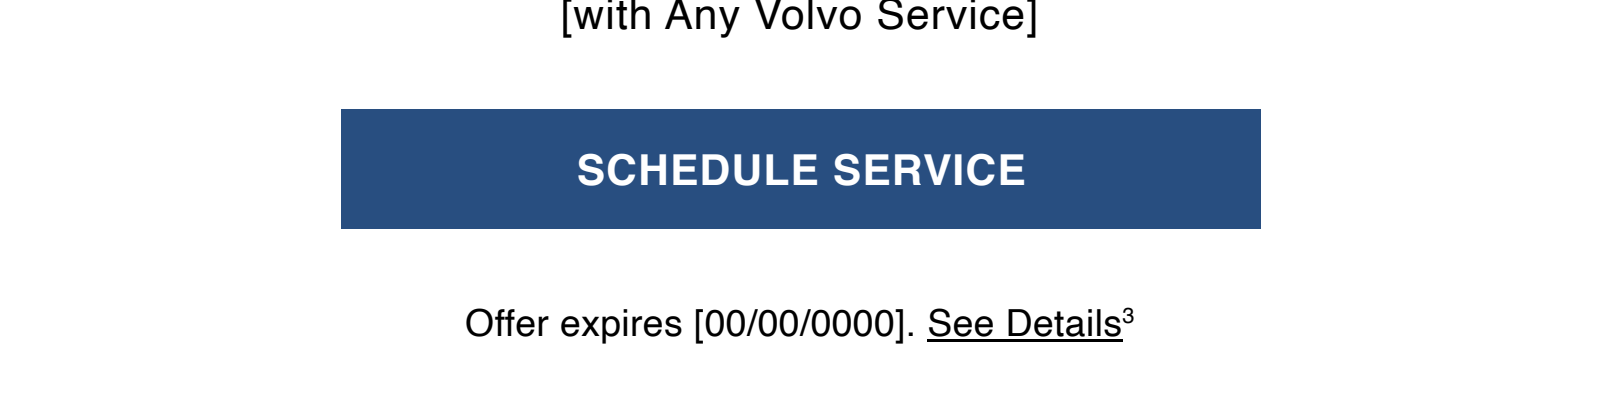 [with Any Volvo Service]
SCHEDULE SERVICE
Offer expires [00/00/0000]. See Details³